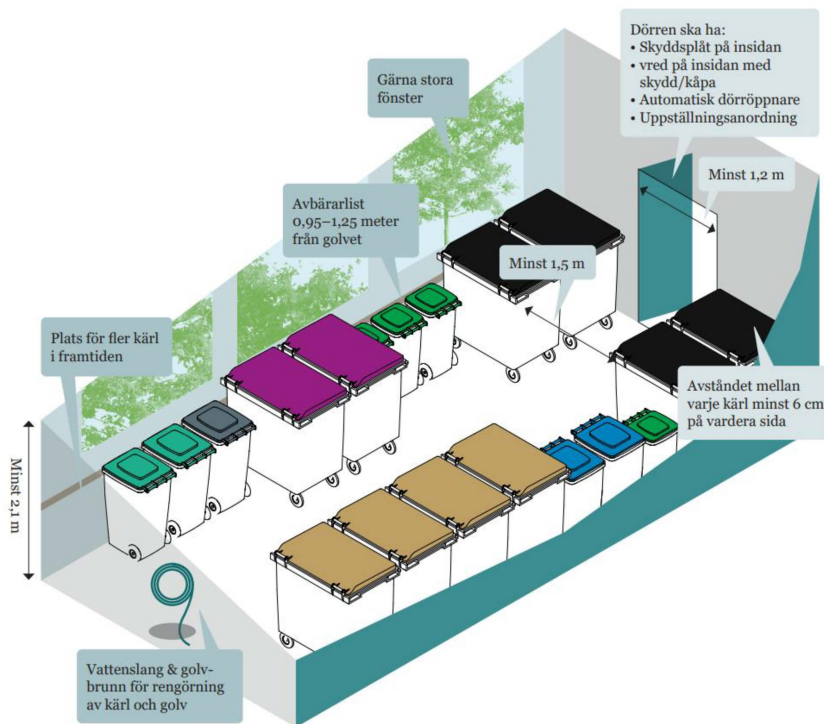 Dörren ska ha:
• Skyddsplåt på insidan
• vred på insidan med
skydd/kåpa
• Automatisk dörröppnare
• Uppställningsanordning
Gärna stora
fönster
Minst 1,2 m
Avbärarlist
0,95–1,25 meter
från golvet
Minst 1,5 m
Plats för fler kärl
i framtiden
Avståndet mellan
varje kärl minst 6 cm
på vardera sida
Minst 2,1 m
Vattenslang & golv-
brunn för rengörning
av kärl och golv